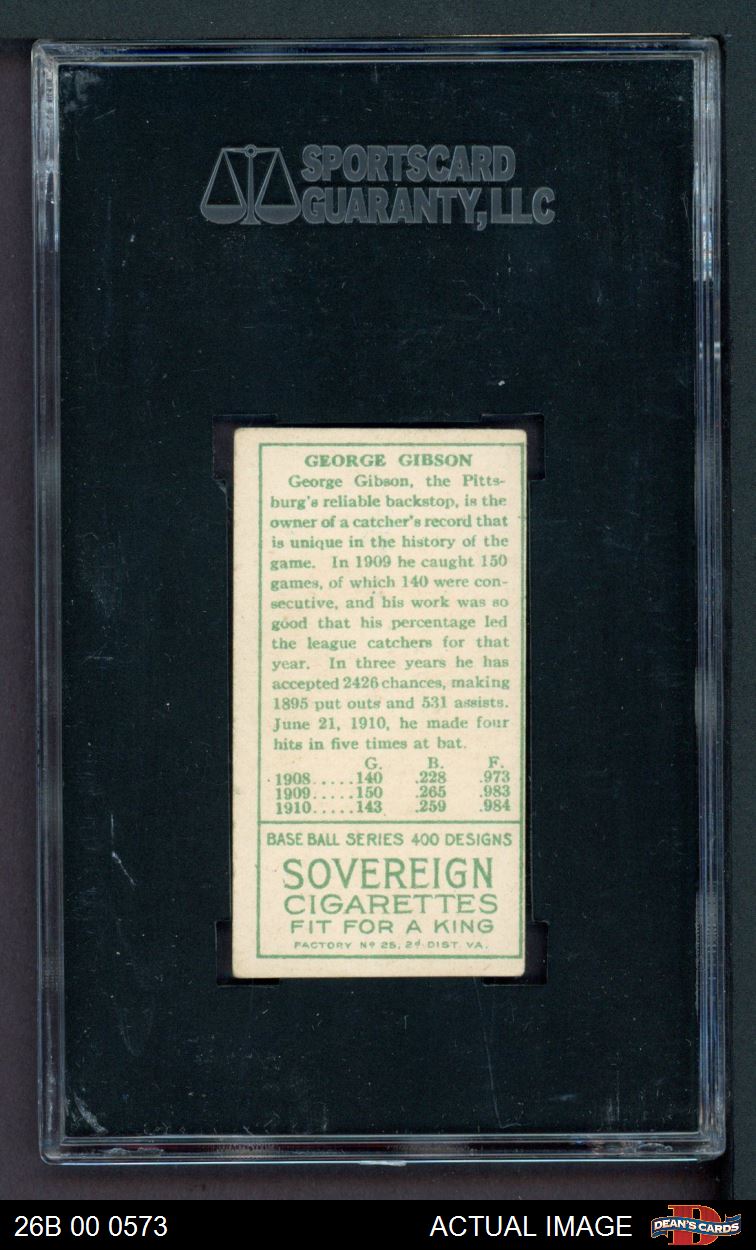 SPORTSCARD
GUARANTY, LLC
GEORGE GIBSON
George Gibson, the Pitts-
burg's reliable backstop, is the
owner of a catcher's record that
is unique in the history of the
game. In 1909 he caught 150
games, of which 140 were con-
secutive, and his work was so
good that his percentage led
the league catchers for that
year. In three years he has
accepted 2426 chances, making
1895 put outs and 531 assists.
June 21, 1910, he made four
hits in five times at bat.
G. B. F.
1908.....140 .228 .973
1909.....150 .265 .983
1910.....143 .259 .984
BASE BALL SERIES 400 DESIGNS
SOVEREIGN
CIGARETTES
FIT FOR A KING
FACTORY Nº 25, 2d DIST. VA.
26B 00 0573 ACTUAL IMAGE DEAN'S CARDS